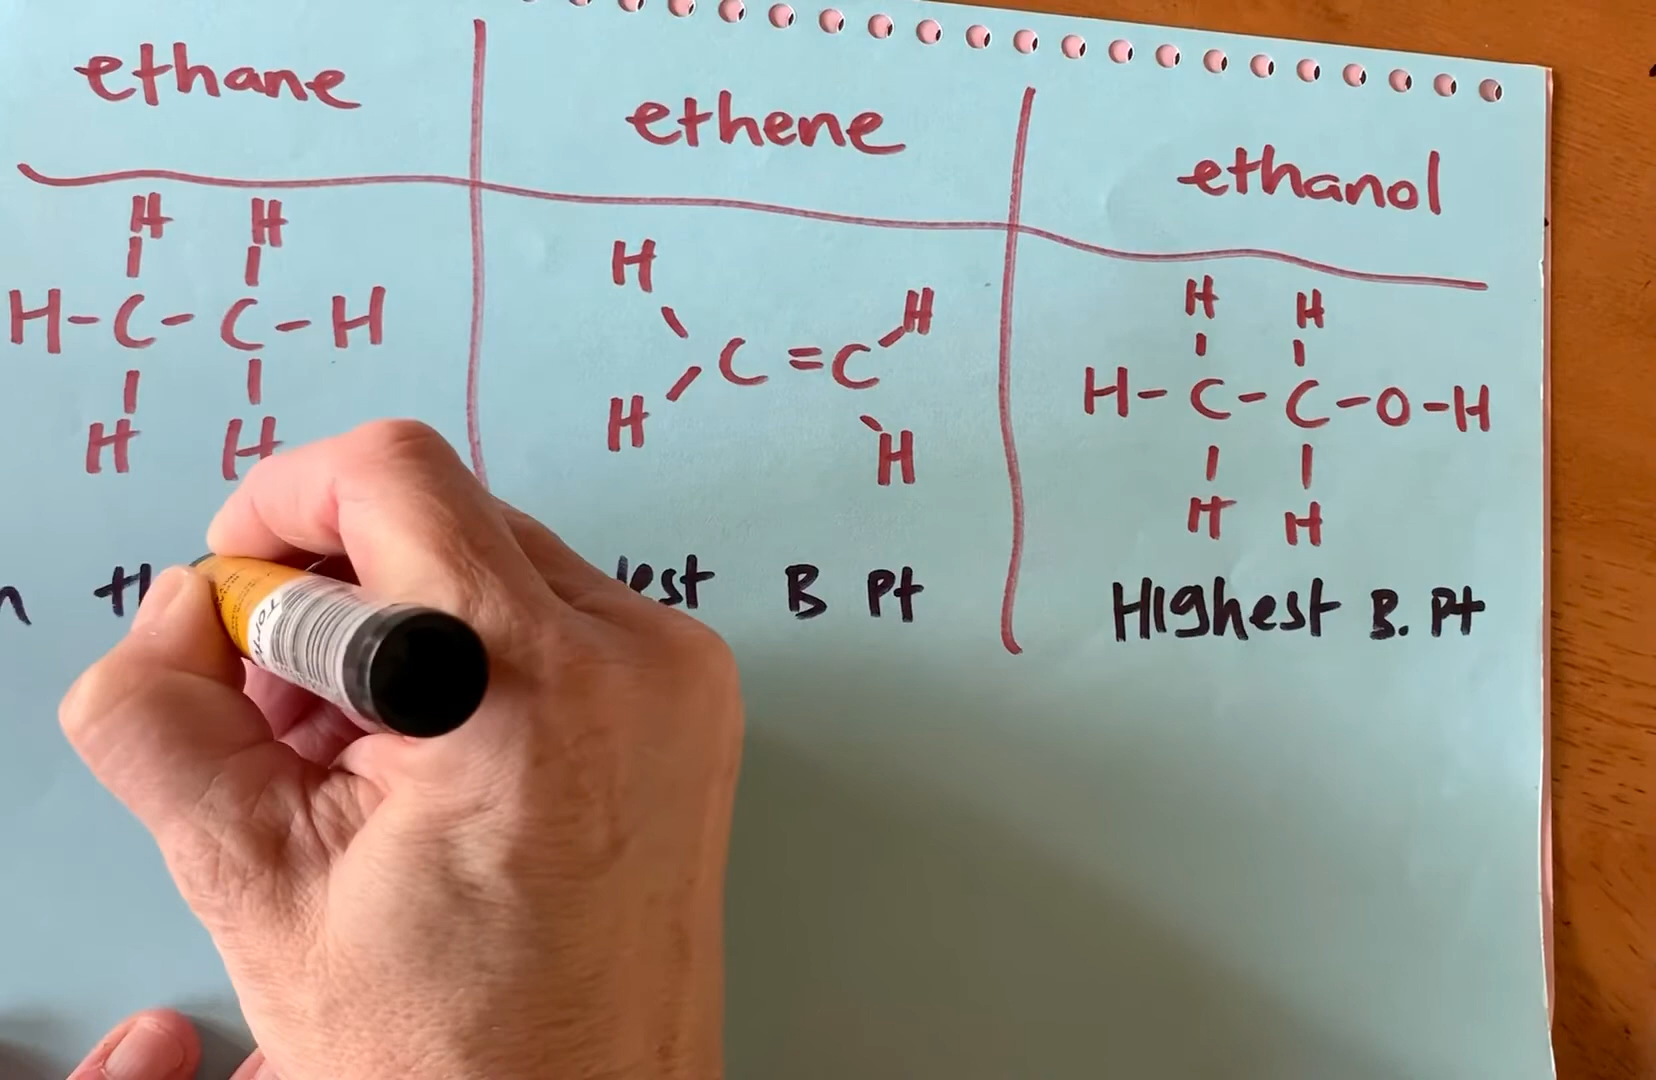 ethane ethene ethanol
H H
H-C-C-H
H H
H H
C=C
H H
H H
H-C-C-O-H
H H
B Pt Highest B. Pt